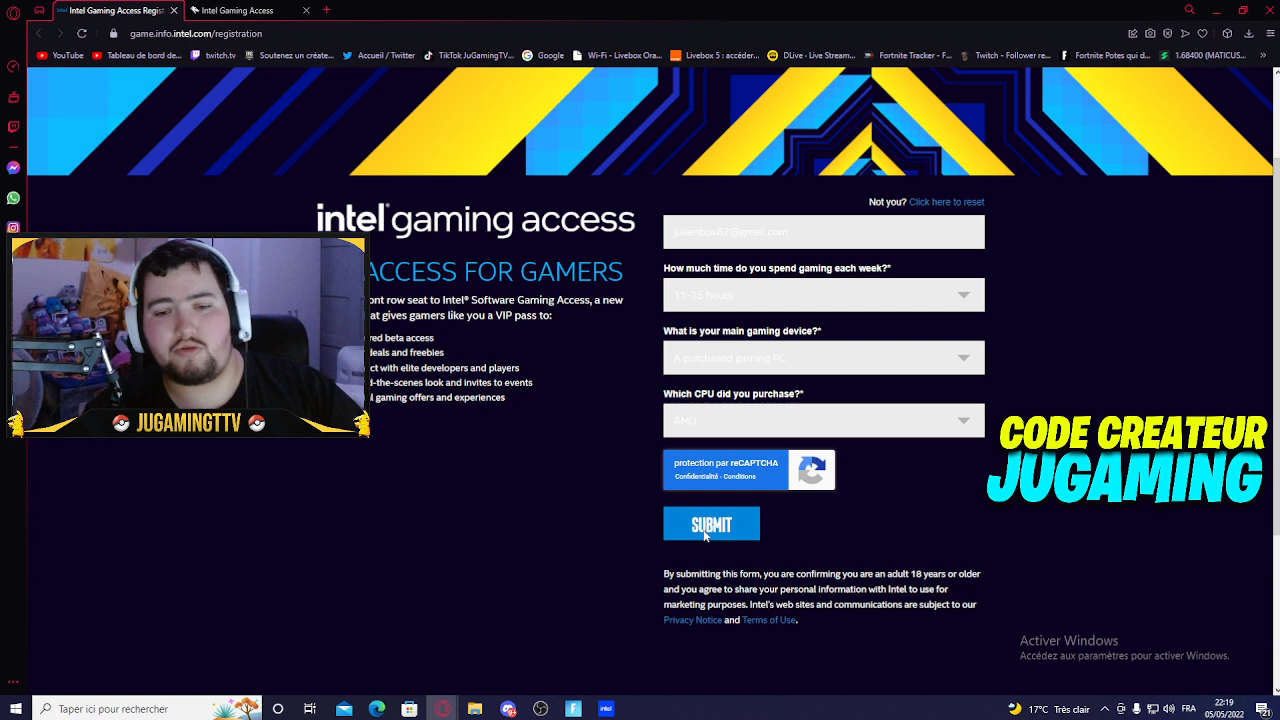 Intel Gaming Access Regist
Intel Gaming Access
game.info.intel.com/registration
YouTube
Tableau de bord de...
twitch.tv
Soutenez un créate...
Accueil / Twitter
TikTok JuGamingTV...
Google
Wi-Fi - Livebox Ora...
Livebox 5 : accéder...
DUve - Live Stream...
Fortnite Tracker - F...
Twitch - Follower re...
Fortnite Potes qui d...
1.68400 (MATICUS...
Not you? Click here to reset
intel gaming access
ACCESS FOR GAMERS
ont row seat to Intel® Software Gaming Access, a new
at gives gamers like you a VIP pass to:
red beta access
deals and freebies
ct with elite developers and players
d-the-scenes look and invites to events
l gaming offers and experiences
JUGAMINGTTV
How much time do you spend gaming each week?*
11-15 hours
What is your main gaming device?*
A purchased gaming PC
Which CPU did you purchase?*
AMD
protection par reCAPTCHA
Confidentialité - Conditions
SUBMIT
By submitting this form, you are confirming you are an adult 18 years or older
and you agree to share your personal information with Intel to use for
marketing purposes. Intel's web sites and communications are subject to our
Privacy Notice and Terms of Use.
CODE CREATEUR
JUGAMING
Activer Windows
Accédez aux paramètres pour activer Windows.
Taper ici pour rechercher
intel
17°C Très clair
FRA
22:19
05/05/2022